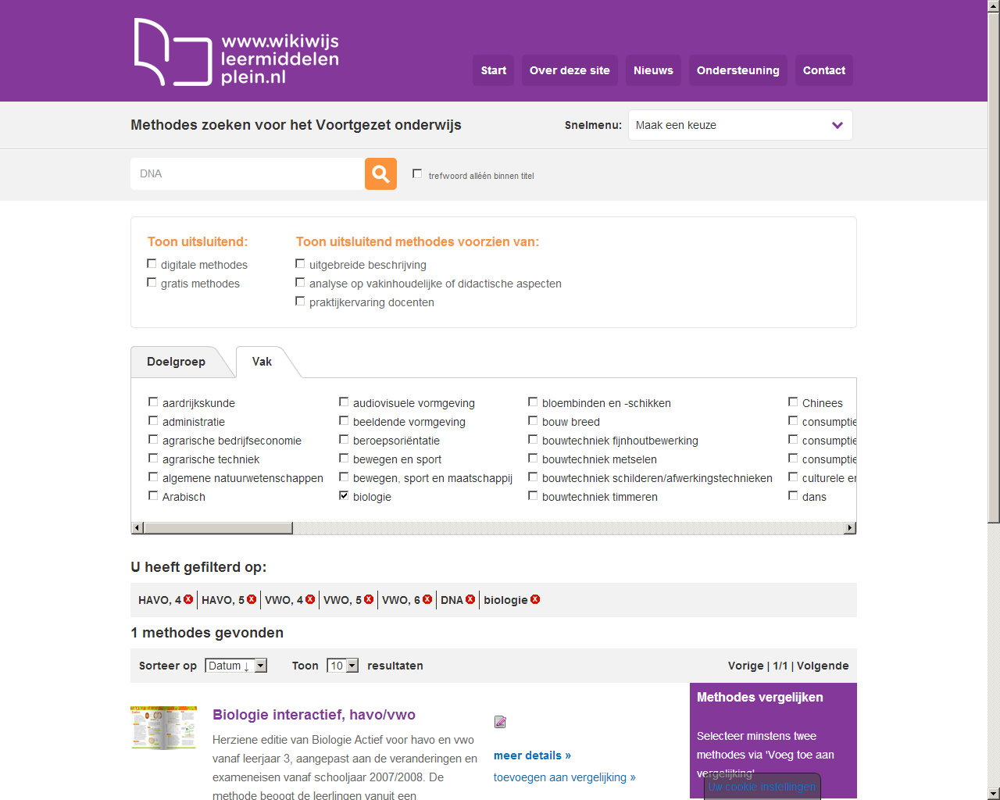 www.wikiwijs
leermiddelen
plein.nl
Start
Over deze site
Nieuws
Ondersteuning
Contact
Methodes zoeken voor het Voortgezet onderwijs
Snelmenu:
Maak een keuze
DNA
trefwoord alléén binnen titel
Toon uitsluitend:
digitale methodes
gratis methodes
Toon uitsluitend methodes voorzien van:
uitgebreide beschrijving
analyse op vakinhoudelijke of didactische aspecten
praktijkervaring docenten
Doelgroep
Vak
aardrijkskunde
administratie
agrarische bedrijfseconomie
agrarische techniek
algemene natuurwetenschappen
Arabisch
audiovisuele vormgeving
beeldende vormgeving
beroepsoriëntatie
bewegen en sport
bewegen, sport en maatschappij
biologie
bloembinden en -schikken
bouw breed
bouwtechniek fijnhoutbewerking
bouwtechniek metselen
bouwtechniek schilderen/afwerkingstechnieken
bouwtechniek timmeren
Chinees
consumptie
consumptie
consumptie
culturele en
dans
U heeft gefilterd op:
HAVO, 4 | HAVO, 5 | VWO, 4 | VWO, 5 | VWO, 6 | DNA | biologie
1 methodes gevonden
Sorteer op Datum ↓ Toon 10 resultaten
Vorige | 1/1 | Volgende
Biologie interactief, havo/vwo
Herziene editie van Biologie Actief voor havo en vwo
vanaf leerjaar 3, aangepast aan de veranderingen en
exameneisen vanaf schooljaar 2007/2008. De
methode beoogt de leerlingen vanuit een
meer details »
toevoegen aan vergelijking »
Methodes vergelijken
Selecteer minstens twee
methodes via 'Voeg toe aan
vergelijking'
Uw cookie instellingen